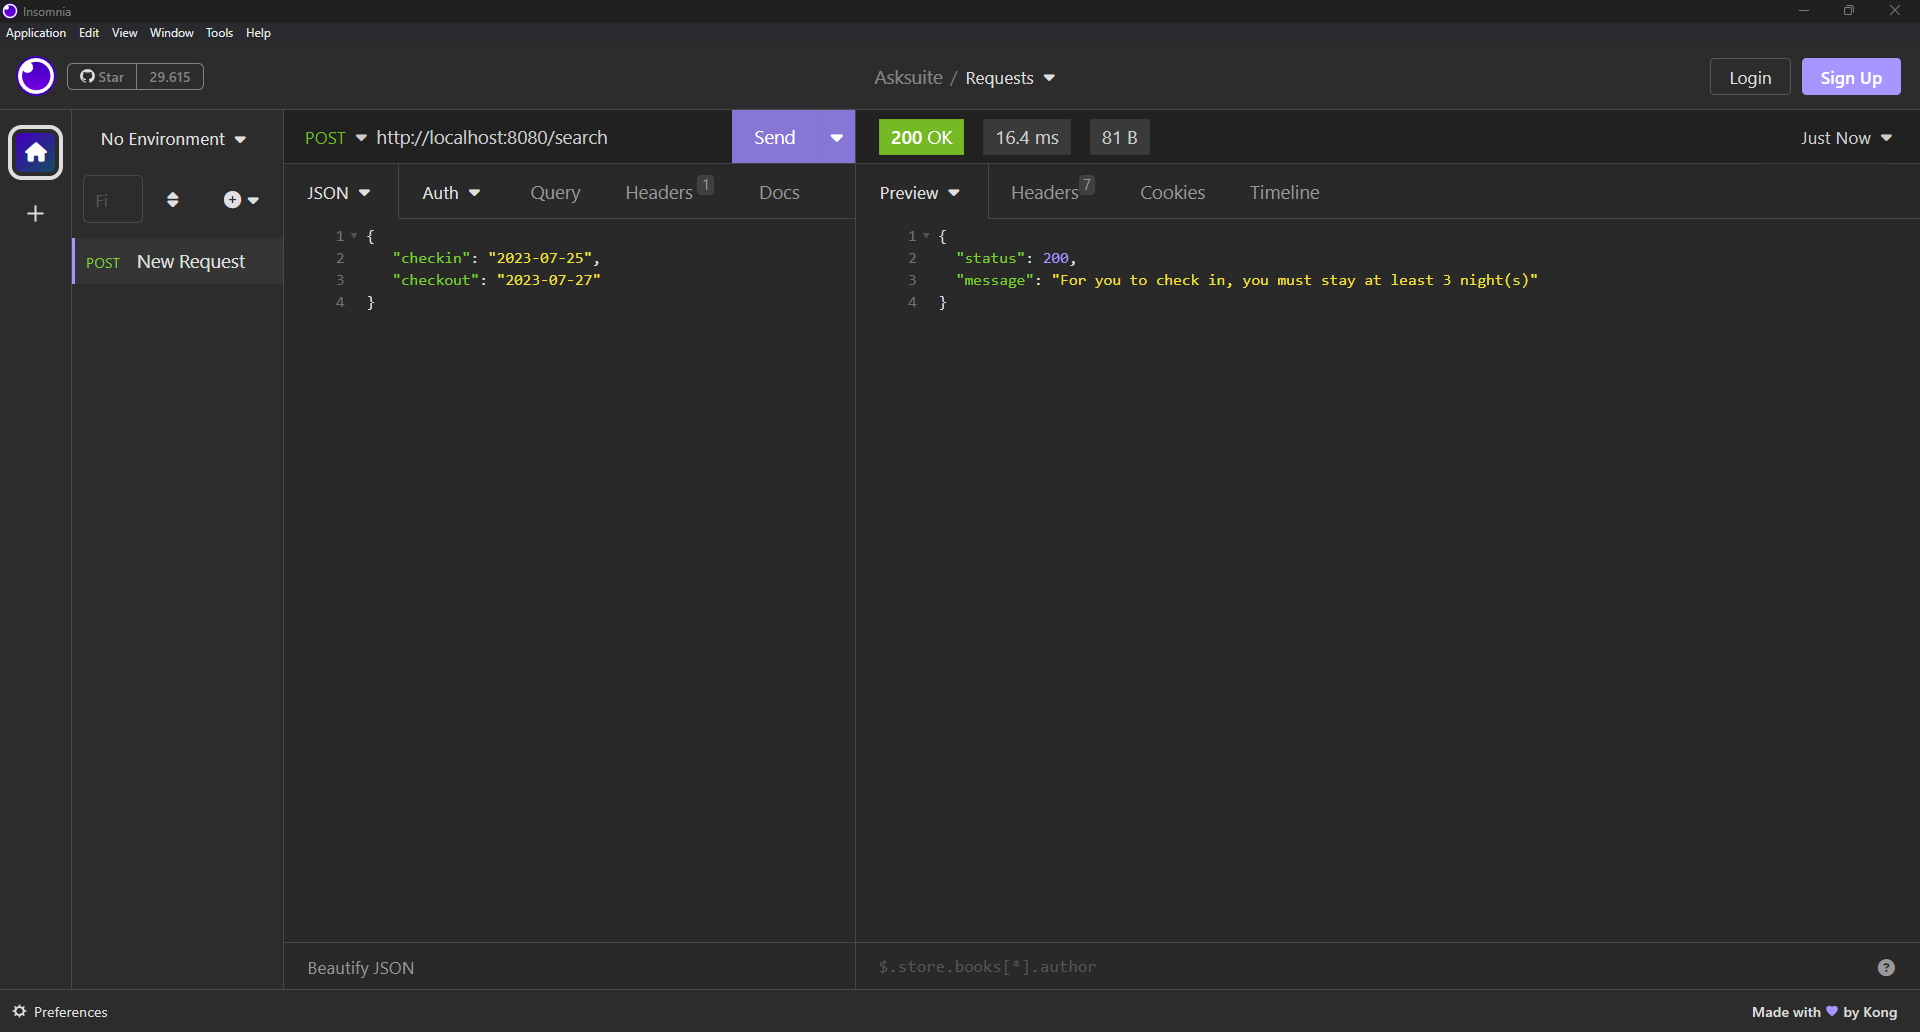 Insomnia
Application Edit View Window Tools Help
Star 29.615
Asksuite / Requests
Login Sign Up
No Environment
POST http://localhost:8080/search
Send
200 OK 16.4 ms 81 B
Just Now
Fi
JSON Auth Query Headers 1 Docs
Preview Headers 7 Cookies Timeline
POST New Request
1 {
2 "checkin": "2023-07-25",
3 "checkout": "2023-07-27"
4 }
1 {
2 "status": 200,
3 "message": "For you to check in, you must stay at least 3 night(s)"
4 }
Beautify JSON
$.store.books[*].author
?
Preferences
Made with 💜 by Kong